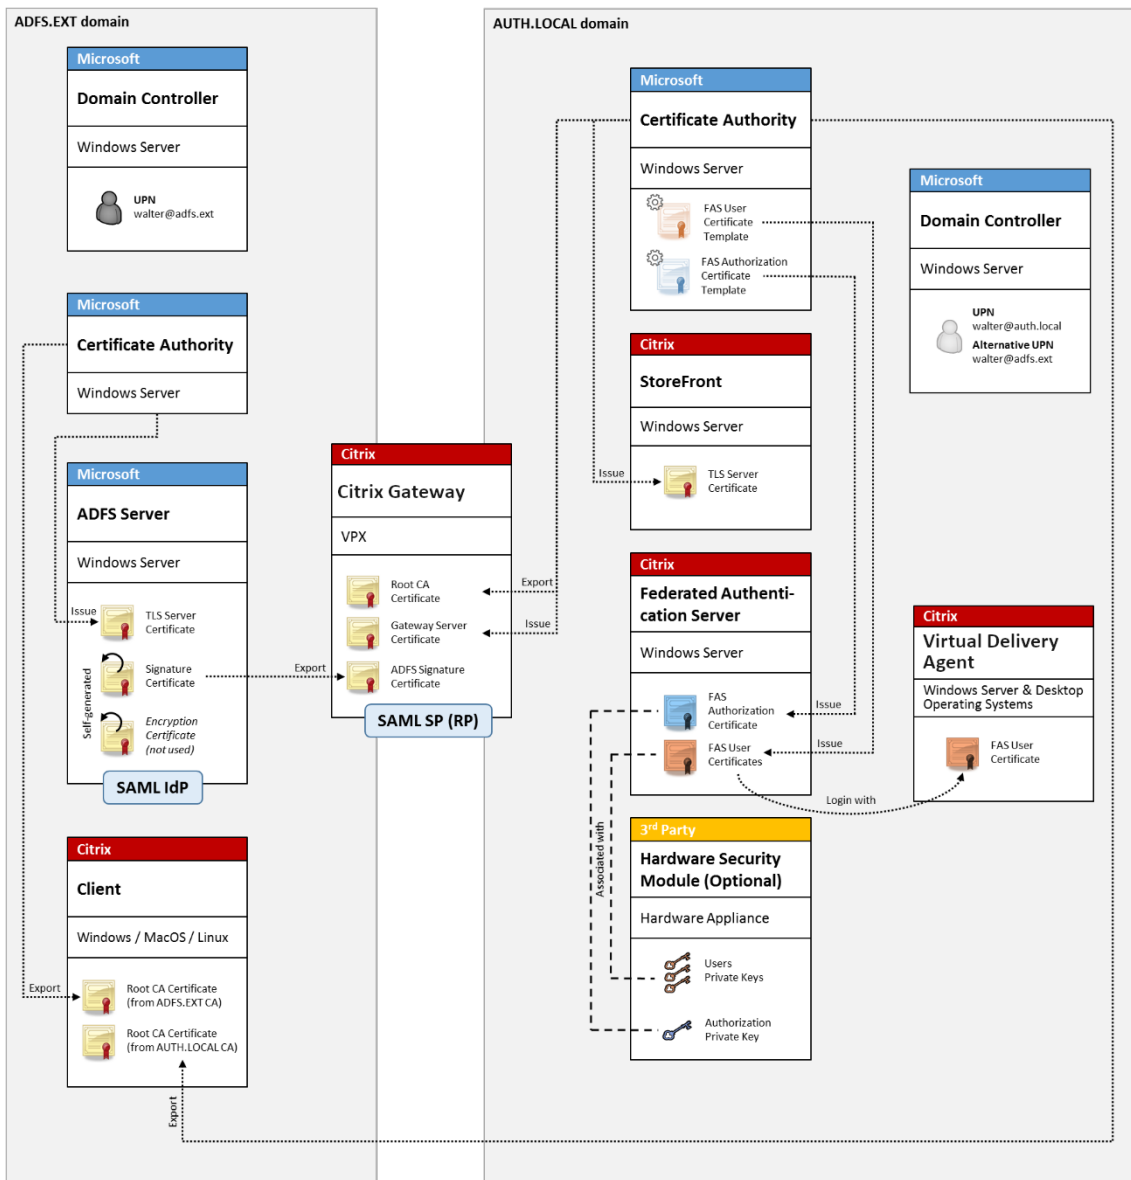 ADFS.EXT domain
Microsoft
Domain Controller
Windows Server
UPN
walter@adfs.ext
Microsoft
Certificate Authority
Windows Server
Microsoft
ADFS Server
Windows Server
Issue
TLS Server
Certificate
Self-generated
Signature
Certificate
Encryption
Certificate
(not used)
SAML IdP
Citrix
Client
Windows / MacOS / Linux
Export
Root CA Certificate
(from ADFS.EXT CA)
Root CA Certificate
(from AUTH.LOCAL CA)
Export
Citrix
Citrix Gateway
VPX
Root CA
Certificate
Export
Gateway Server
Certificate
Issue
Export
ADFS Signature
Certificate
SAML SP (RP)
AUTH.LOCAL domain
Microsoft
Certificate Authority
Windows Server
FAS User
Certificate
Template
FAS Authorization
Certificate
Template
Citrix
StoreFront
Windows Server
Issue
TLS Server
Certificate
Citrix
Federated Authenti-
cation Server
Windows Server
FAS
Authorization
Certificate
Issue
FAS User
Certificates
Issue
Login with
Associated with
3rd Party
Hardware Security
Module (Optional)
Hardware Appliance
Users
Private Keys
Authorization
Private Key
Microsoft
Domain Controller
Windows Server
UPN
walter@auth.local
Alternative UPN
walter@adfs.ext
Citrix
Virtual Delivery
Agent
Windows Server & Desktop
Operating Systems
FAS User
Certificate